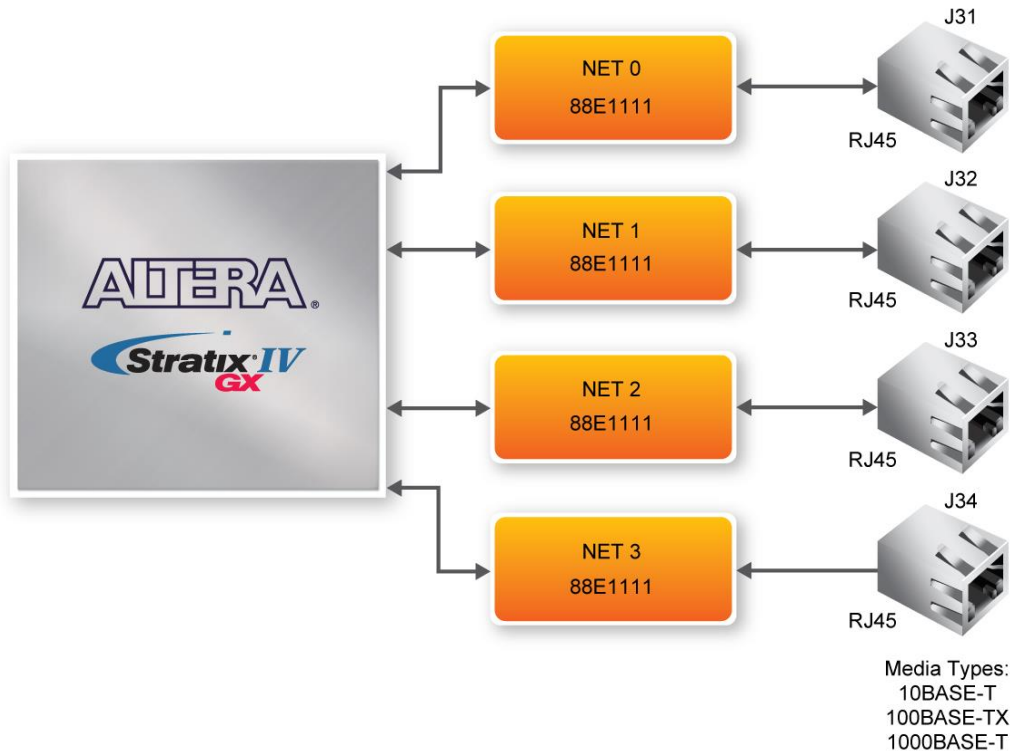 J31
NET 0
88E1111
RJ45
J32
NET 1
88E1111
RJ45
ALTERA®
Stratix® IV
GX
J33
NET 2
88E1111
RJ45
J34
NET 3
88E1111
RJ45
Media Types:
10BASE-T
100BASE-TX
1000BASE-T